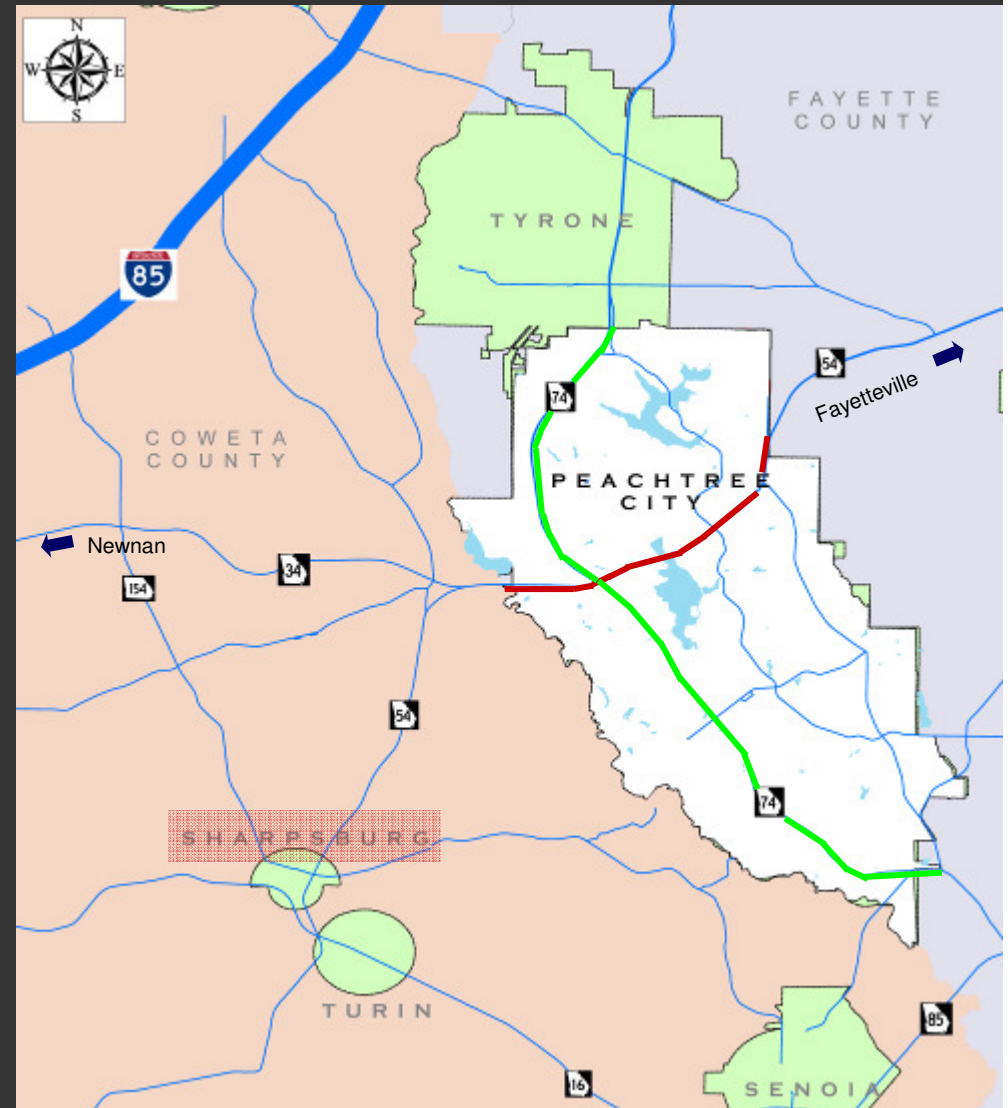 N
W E
S
FAYETTE
COUNTY
TYRONE
85
54
Fayetteville
74
COWETA
COUNTY
PEACHTREE
CITY
Newnan
34
154
54
74
SHARPSBURG
TURIN
85
16
SENOIA